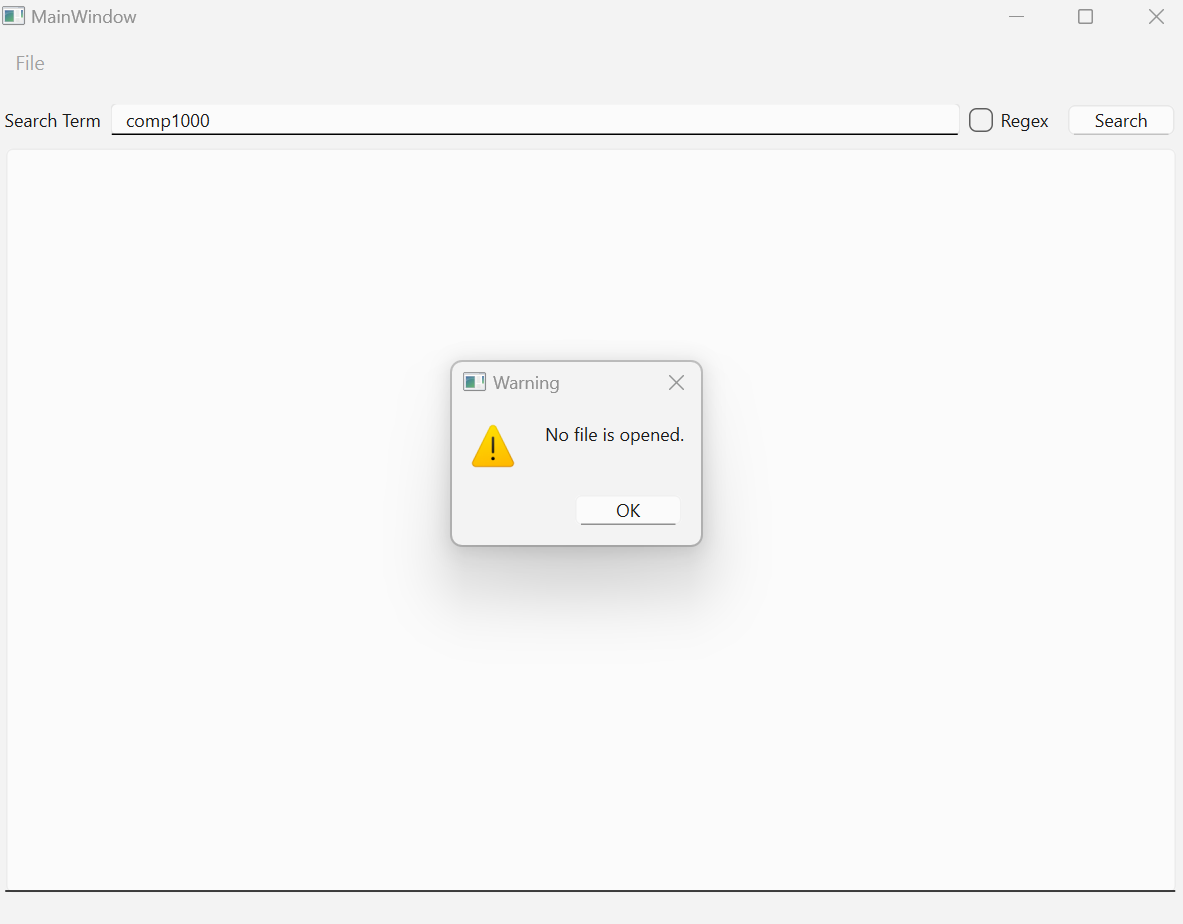 MainWindow
File
Search Term comp1000 Regex Search
Warning
No file is opened.
OK